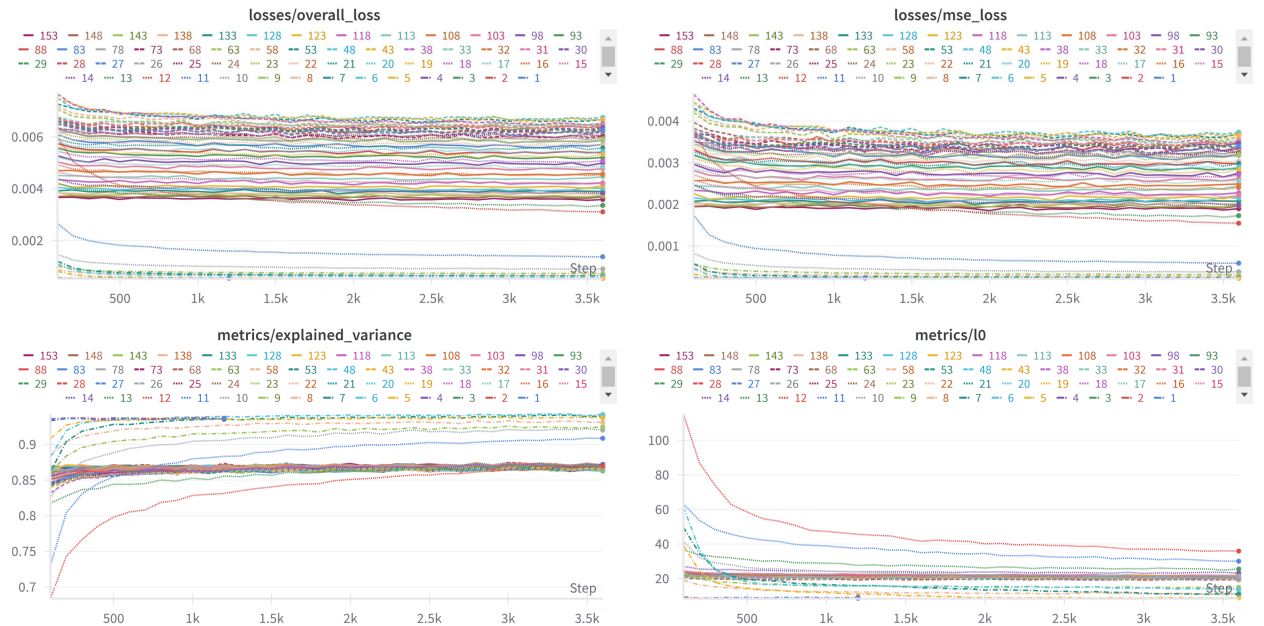 losses/overall_loss
153 148 143 138 133 128 123 118 113 108 103 98 93
88 83 78 73 68 63 58 53 48 43 38 33 32 31 30
29 28 27 26 25 24 23 22 21 20 19 18 17 16 15
14 13 12 11 10 9 8 7 6 5 4 3 2 1
0.006
0.004
0.002
Step
500 1k 1.5k 2k 2.5k 3k 3.5k
losses/mse_loss
153 148 143 138 133 128 123 118 113 108 103 98 93
88 83 78 73 68 63 58 53 48 43 38 33 32 31 30
29 28 27 26 25 24 23 22 21 20 19 18 17 16 15
14 13 12 11 10 9 8 7 6 5 4 3 2 1
0.004
0.003
0.002
0.001
Step
500 1k 1.5k 2k 2.5k 3k 3.5k
metrics/explained_variance
153 148 143 138 133 128 123 118 113 108 103 98 93
88 83 78 73 68 63 58 53 48 43 38 33 32 31 30
29 28 27 26 25 24 23 22 21 20 19 18 17 16 15
14 13 12 11 10 9 8 7 6 5 4 3 2 1
0.9
0.85
0.8
0.75
0.7
Step
500 1k 1.5k 2k 2.5k 3k 3.5k
metrics/l0
153 148 143 138 133 128 123 118 113 108 103 98 93
88 83 78 73 68 63 58 53 48 43 38 33 32 31 30
29 28 27 26 25 24 23 22 21 20 19 18 17 16 15
14 13 12 11 10 9 8 7 6 5 4 3 2 1
100
80
60
40
20
Step
500 1k 1.5k 2k 2.5k 3k 3.5k